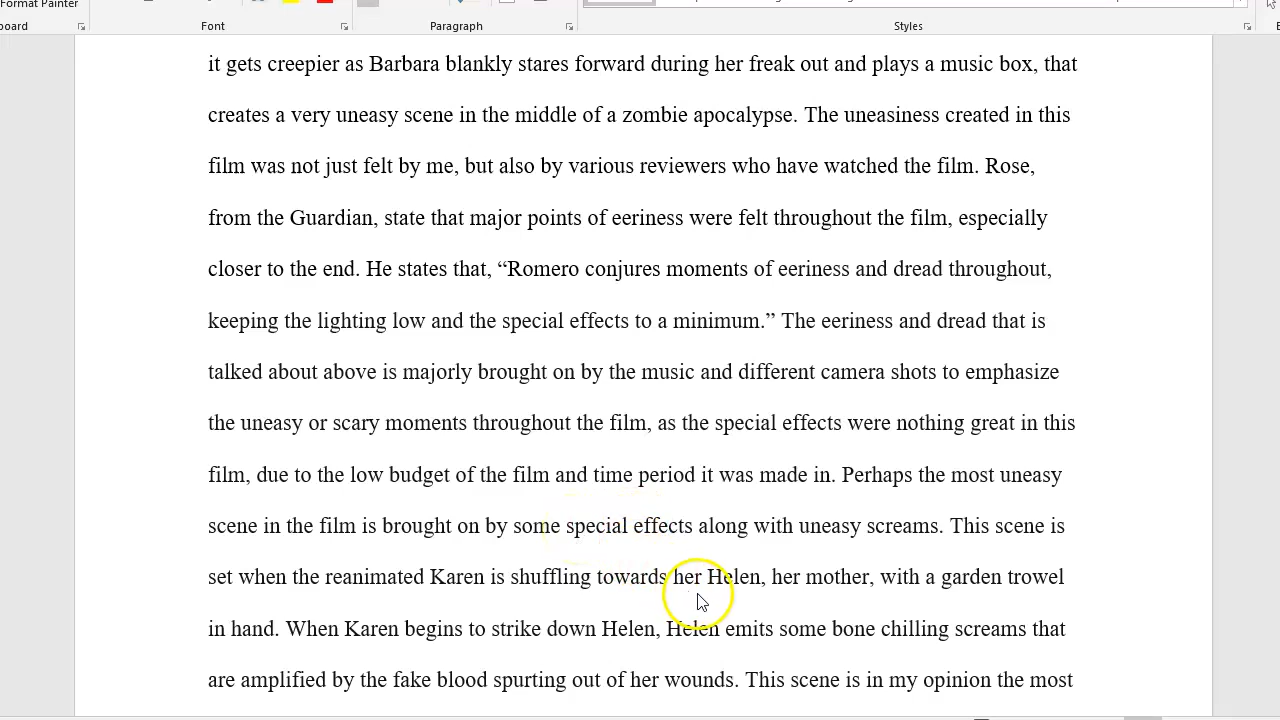 Format Painter
board
Font
Paragraph
Styles
it gets creepier as Barbara blankly stares forward during her freak out and plays a music box, that
creates a very uneasy scene in the middle of a zombie apocalypse. The uneasiness created in this
film was not just felt by me, but also by various reviewers who have watched the film. Rose,
from the Guardian, state that major points of eeriness were felt throughout the film, especially
closer to the end. He states that, “Romero conjures moments of eeriness and dread throughout,
keeping the lighting low and the special effects to a minimum.” The eeriness and dread that is
talked about above is majorly brought on by the music and different camera shots to emphasize
the uneasy or scary moments throughout the film, as the special effects were nothing great in this
film, due to the low budget of the film and time period it was made in. Perhaps the most uneasy
scene in the film is brought on by some special effects along with uneasy screams. This scene is
set when the reanimated Karen is shuffling towards her Helen, her mother, with a garden trowel
in hand. When Karen begins to strike down Helen, Helen emits some bone chilling screams that
are amplified by the fake blood spurting out of her wounds. This scene is in my opinion the most